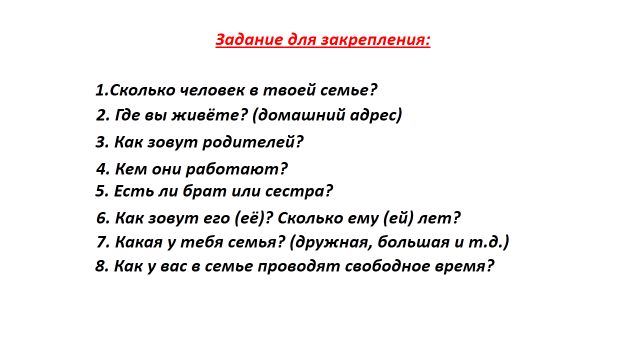 Задание для закрепления:
1.Сколько человек в твоей семье?
2. Где вы живёте? (домашний адрес)
3. Как зовут родителей?
4. Кем они работают?
5. Есть ли брат или сестра?
6. Как зовут его (её)? Сколько ему (ей) лет?
7. Какая у тебя семья? (дружная, большая и т.д.)
8. Как у вас в семье проводят свободное время?